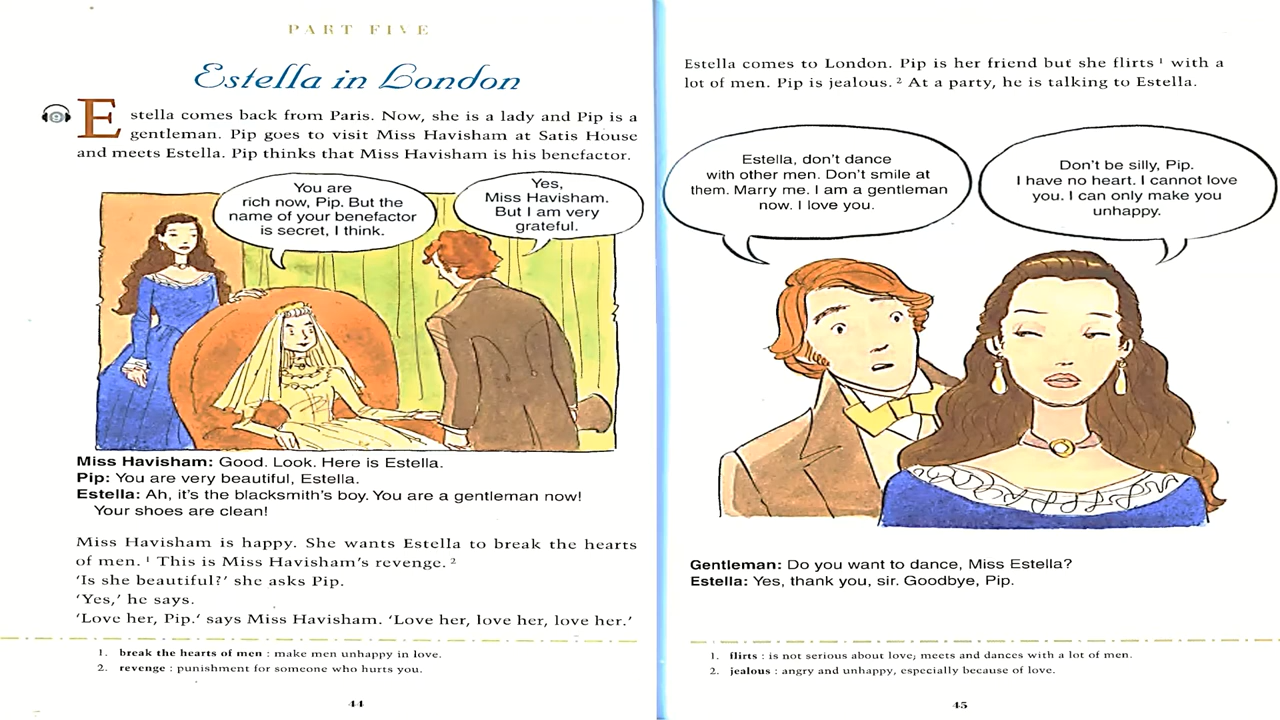 PART FIVE
Estella in London
Estella comes back from Paris. Now, she is a lady and Pip is a
gentleman. Pip goes to visit Miss Havisham at Satis House
and meets Estella. Pip thinks that Miss Havisham is his benefactor.
You are
rich now, Pip. But the
name of your benefactor
is secret, I think.
Yes,
Miss Havisham.
But I am very
grateful.
Miss Havisham: Good. Look. Here is Estella.
Pip: You are very beautiful, Estella.
Estella: Ah, it's the blacksmith's boy. You are a gentleman now!
Your shoes are clean!
Miss Havisham is happy. She wants Estella to break the hearts
of men. 1 This is Miss Havisham's revenge. 2
'Is she beautiful?' she asks Pip.
'Yes,' he says.
'Love her, Pip.' says Miss Havisham. 'Love her, love her, love her.'
1. break the hearts of men : make men unhappy in love.
2. revenge : punishment for someone who hurts you.
44
Estella comes to London. Pip is her friend but she flirts 1 with a
lot of men. Pip is jealous. 2 At a party, he is talking to Estella.
Estella, don't dance
with other men. Don't smile at
them. Marry me. I am a gentleman
now. I love you.
Don't be silly, Pip.
I have no heart. I cannot love
you. I can only make you
unhappy.
Gentleman: Do you want to dance, Miss Estella?
Estella: Yes, thank you, sir. Goodbye, Pip.
1. flirts : is not serious about love; meets and dances with a lot of men.
2. jealous : angry and unhappy, especially because of love.
45